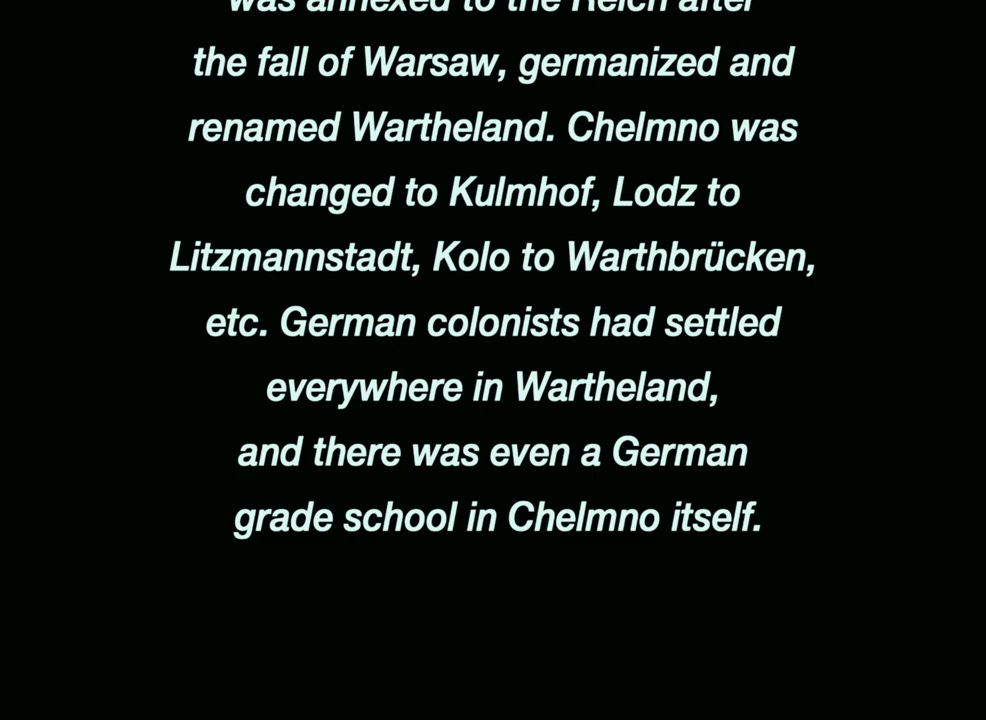 was annexed to the Reich after
the fall of Warsaw, germanized and
renamed Wartheland. Chelmno was
changed to Kulmhof, Lodz to
Litzmannstadt, Kolo to Warthbrücken,
etc. German colonists had settled
everywhere in Wartheland,
and there was even a German
grade school in Chelmno itself.